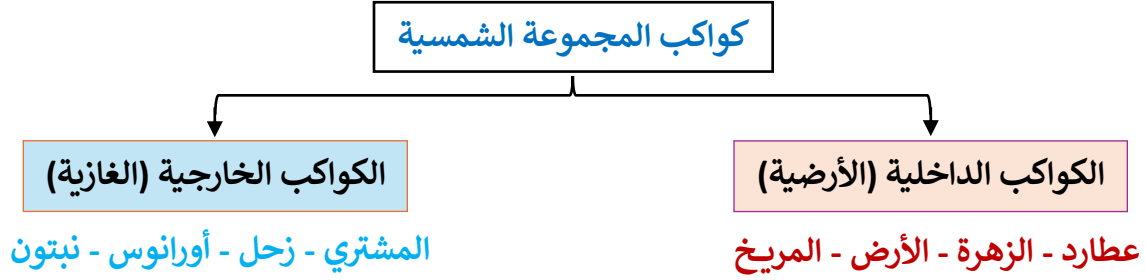 كواكب المجموعة الشمسية
الكواكب الداخلية (الأرضية)
عطارد - الزهرة - الأرض - المريخ
الكواكب الخارجية (الغازية)
المشتري - زحل - أورانوس - نبتون